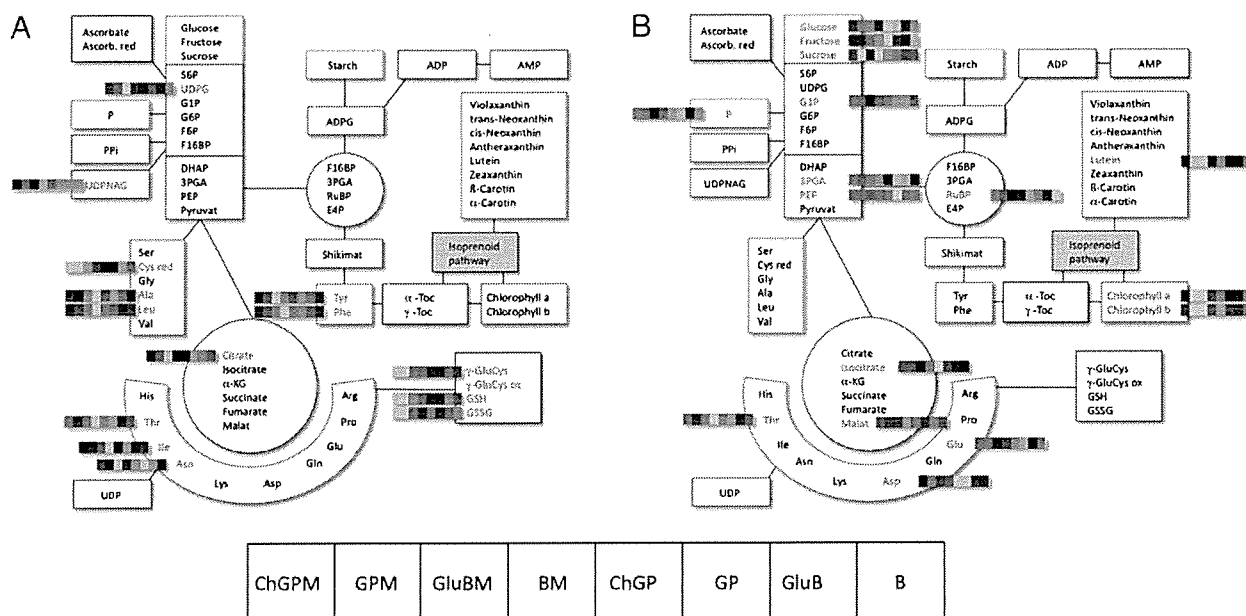 A
Ascorbate
Ascorb. red
Glucose
Fructose
Sucrose
S6P
UDPG
G1P
G6P
F6P
F16BP
DHAP
3PGA
PEP
Pyruvat
P
PPi
UDPNAG
Starch
ADP
AMP
ADPG
F16BP
3PGA
RuBP
E4P
Violaxanthin
trans-Neoxanthin
cis-Neoxanthin
Antheraxanthin
Lutein
Zeaxanthin
ß-Carotin
α-Carotin
Isoprenoid
pathway
Shikimat
Ser
Cys red
Gly
Ala
Leu
Val
Tyr
Phe
α -Toc
γ -Toc
Chlorophyll a
Chlorophyll b
Citrate
Isocitrate
α-KG
Succinate
Fumarate
Malat
γ-GluCys
γ-GluCys ox
GSH
GSSG
His
Thr
Ile
Asn
Lys
Asp
Gln
Glu
Pro
Arg
UDP
B
Ascorbate
Ascorb. red
Glucose
Fructose
Sucrose
S6P
UDPG
G1P
G6P
F6P
F16BP
DHAP
3PGA
PEP
Pyruvat
P
PPi
UDPNAG
Starch
ADP
AMP
ADPG
F16BP
3PGA
RuBP
E4P
Violaxanthin
trans-Neoxanthin
cis-Neoxanthin
Antheraxanthin
Lutein
Zeaxanthin
ß-Carotin
α-Carotin
Isoprenoid
pathway
Shikimat
Ser
Cys red
Gly
Ala
Leu
Val
Tyr
Phe
α -Toc
γ -Toc
Chlorophyll a
Chlorophyll b
Citrate
Isocitrate
α-KG
Succinate
Fumarate
Malat
γ-GluCys
γ-GluCys ox
GSH
GSSG
His
Thr
Ile
Asn
Lys
Asp
Gln
Glu
Pro
Arg
UDP
ChGPM GPM GluBM BM ChGP GP GluB B